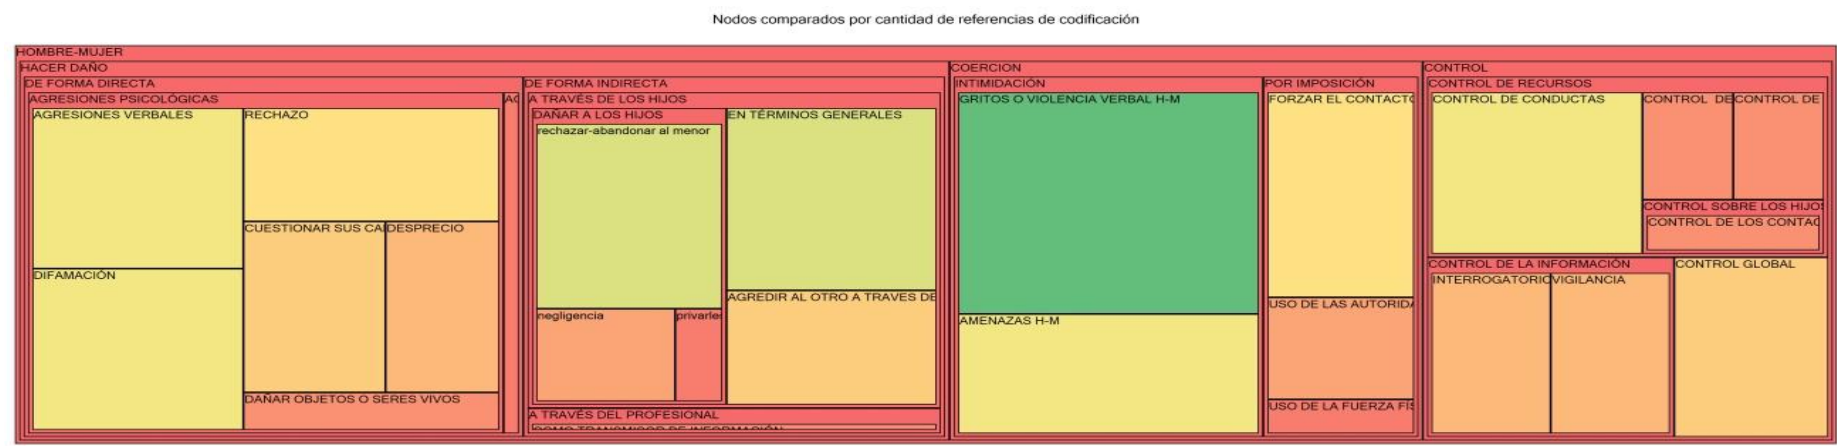 Nodos comparados por cantidad de referencias de codificación
HOMBRE-MUJER
HACER DAÑO
DE FORMA DIRECTA
AGRESIONES PSICOLÓGICAS
AGRESIONES VERBALES
DIFAMACIÓN
RECHAZO
CUESTIONAR SUS CA
DESPRECIO
DAÑAR OBJETOS O SERES VIVOS
AG
DE FORMA INDIRECTA
A TRAVÉS DE LOS HIJOS
DAÑAR A LOS HIJOS
rechazar-abandonar al menor
negligencia
privarle
EN TÉRMINOS GENERALES
AGREDIR AL OTRO A TRAVES DE
A TRAVÉS DEL PROFESIONAL
COMO TRANSMISOR DE INFORMACIÓN
COERCION
INTIMIDACIÓN
GRITOS O VIOLENCIA VERBAL H-M
AMENAZAS H-M
POR IMPOSICIÓN
FORZAR EL CONTACTO
USO DE LAS AUTORIDA
USO DE LA FUERZA FÍS
CONTROL
CONTROL DE RECURSOS
CONTROL DE CONDUCTAS
CONTROL DE
CONTROL DE
CONTROL SOBRE LOS HIJOS
CONTROL DE LOS CONTAC
CONTROL DE LA INFORMACIÓN
INTERROGATORIO
VIGILANCIA
CONTROL GLOBAL